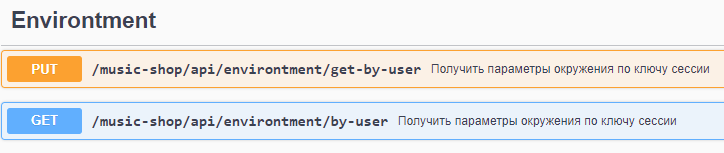 Environtment
PUT /music-shop/api/environtment/get-by-user Получить параметры окружения по ключу сессии
GET /music-shop/api/environtment/by-user Получить параметры окружения по ключу сессии